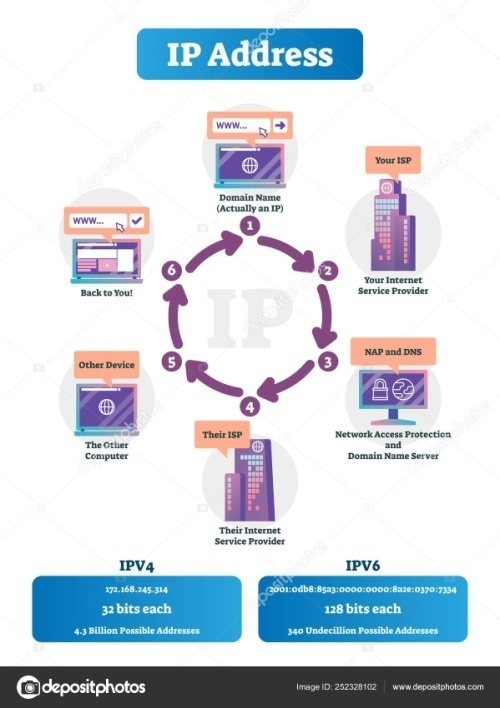 IP Address
WWW...
Domain Name
(Actually an IP)
1
Your ISP
Your Internet
Service Provider
2
NAP and DNS
Network Access Protection
and
Domain Name Server
3
4
Their ISP
Their Internet
Service Provider
Other Device
The Other
Computer
5
WWW...
Back to You!
6
IP
IPV4
172.168.245.314
32 bits each
4.3 Billion Possible Addresses
IPV6
2001:0db8:85a3:0000:0000:8a2e:0370:7334
128 bits each
340 Undecillion Possible Addresses
depositphotos
Image ID: 252328102
www.depositphotos.com